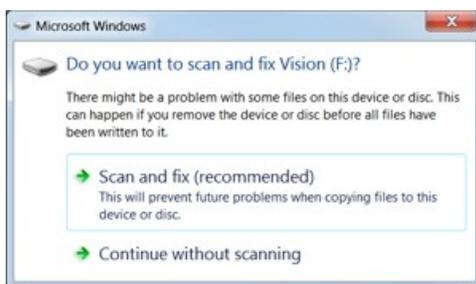 Microsoft Windows
Do you want to scan and fix Vision (F:)?
There might be a problem with some files on this device or disc. This
can happen if you remove the device or disc before all files have
been written to it.
Scan and fix (recommended)
This will prevent future problems when copying files to this
device or disc.
Continue without scanning